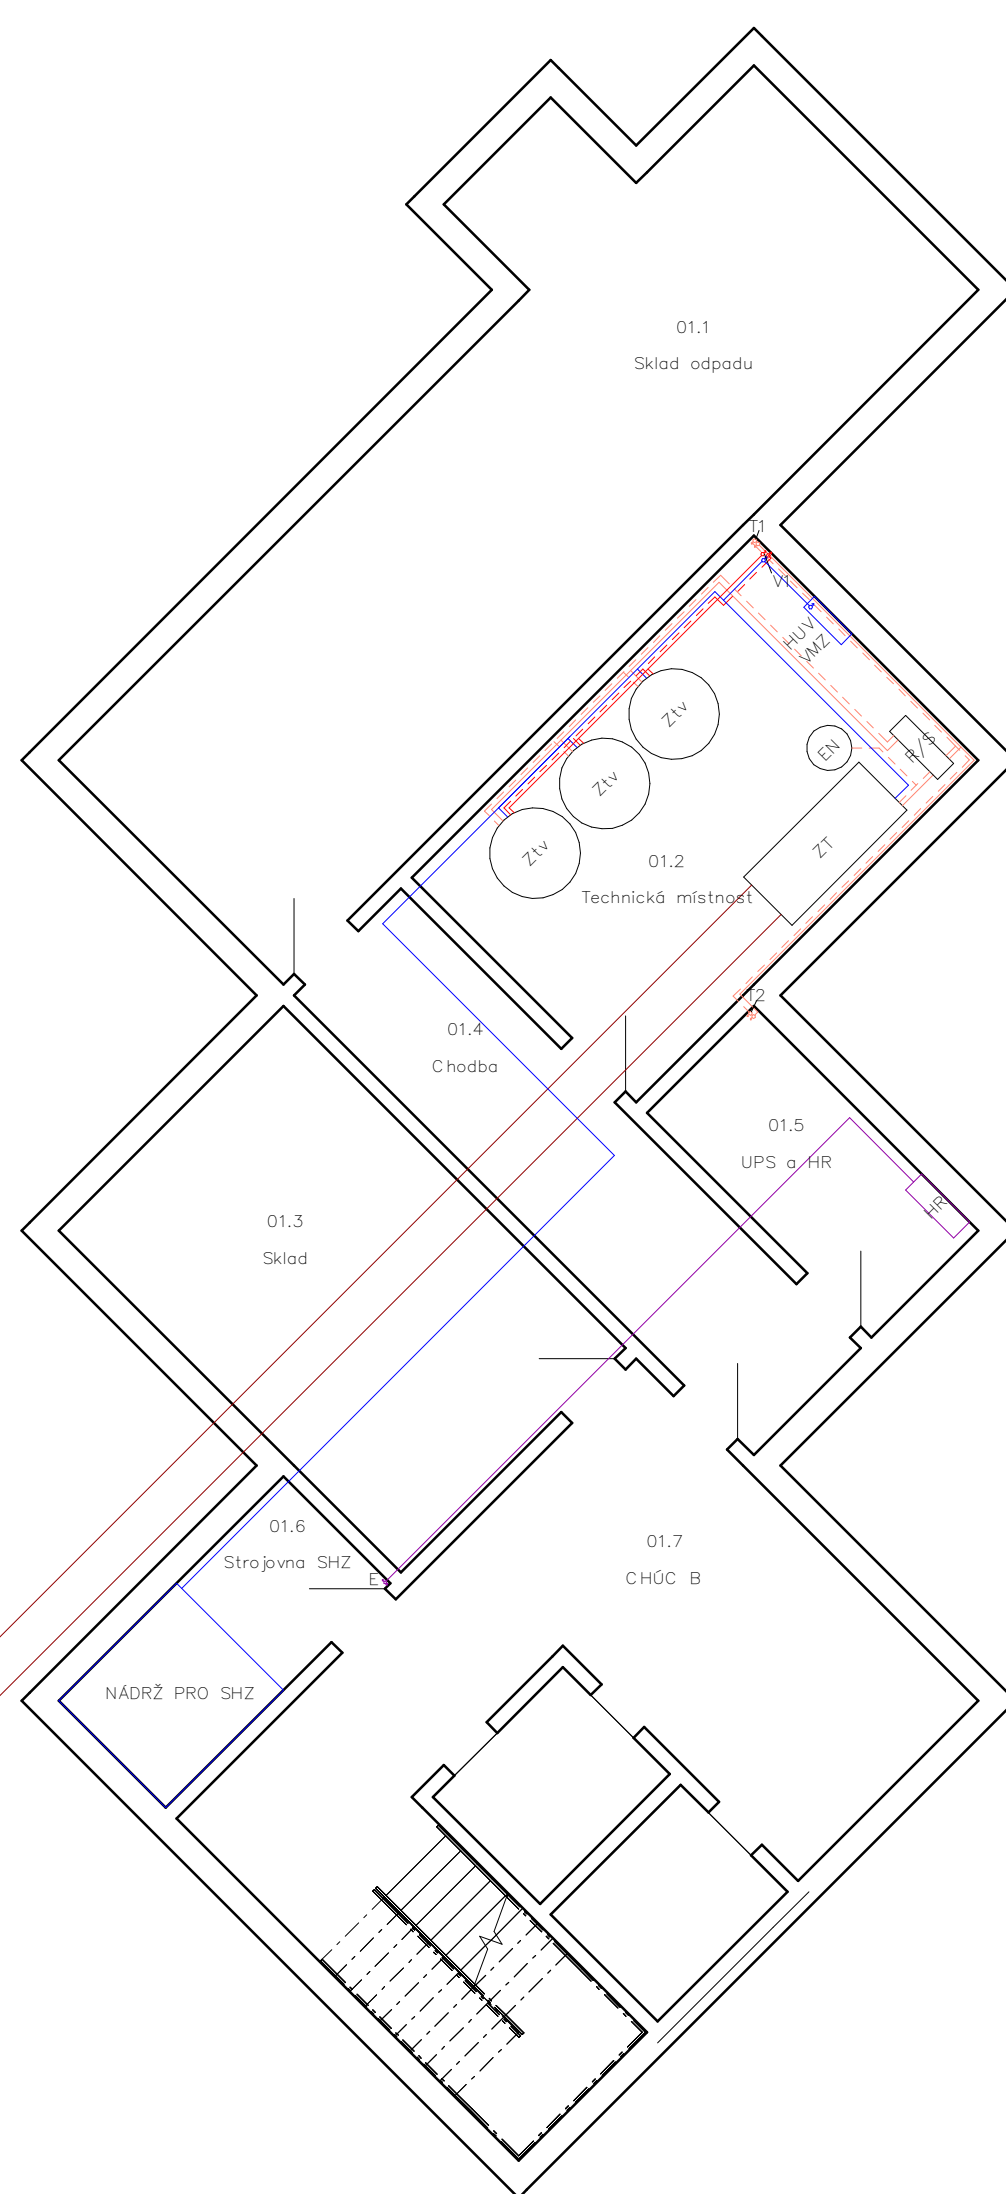 01.1
Sklad odpadu
T1
V1
HUV
VMZ
Ztv
R/S
EN
Ztv
ZT
Ztv
01.2
Technická místnost
T2
01.4
Chodba
01.5
UPS a HR
HR
01.3
Sklad
01.6
Strojovna SHZ
E
01.7
CHÚC B
NÁDRŽ PRO SHZ